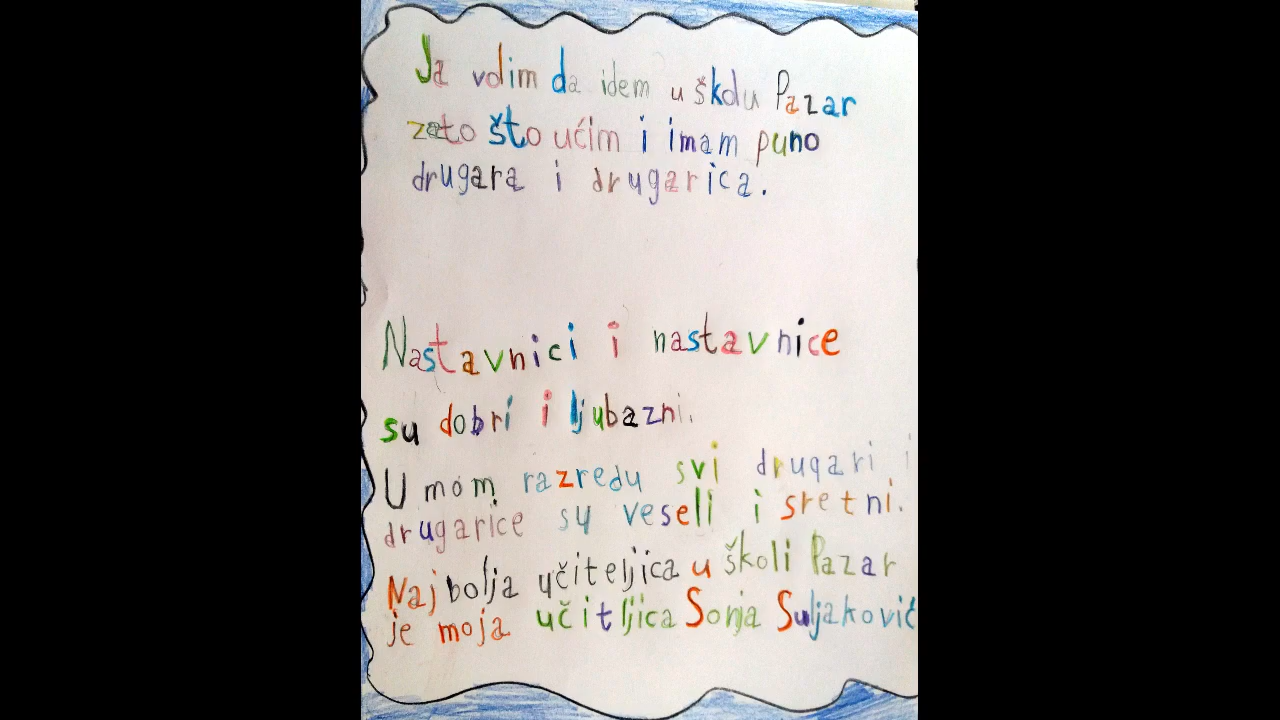 Ja volim da idem u školu Pazar
zato što ućim i imam puno
drugara i drugarica.
Nastavnici i nastavnice
su dobri i ljubazni.
U mom razredu svi drugari i
drugarice su veseli i sretni.
Najbolja učiteljica u školi Pazar
je moja učitljica Sonja Suljaković